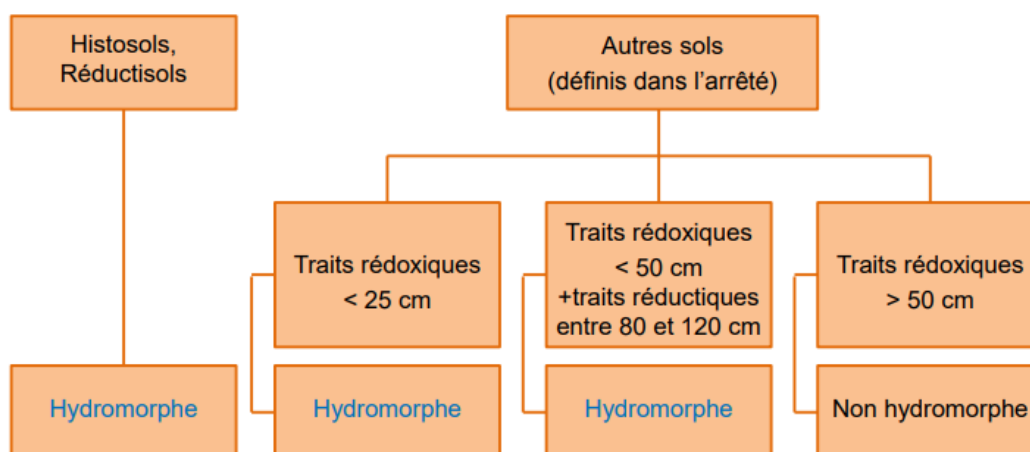 Histosols,
Réductisols
Autres sols
(définis dans l'arrêté)
Traits rédoxiques
< 25 cm
Traits rédoxiques
< 50 cm
+traits réductiques
entre 80 et 120 cm
Traits rédoxiques
> 50 cm
Hydromorphe
Hydromorphe
Hydromorphe
Non hydromorphe